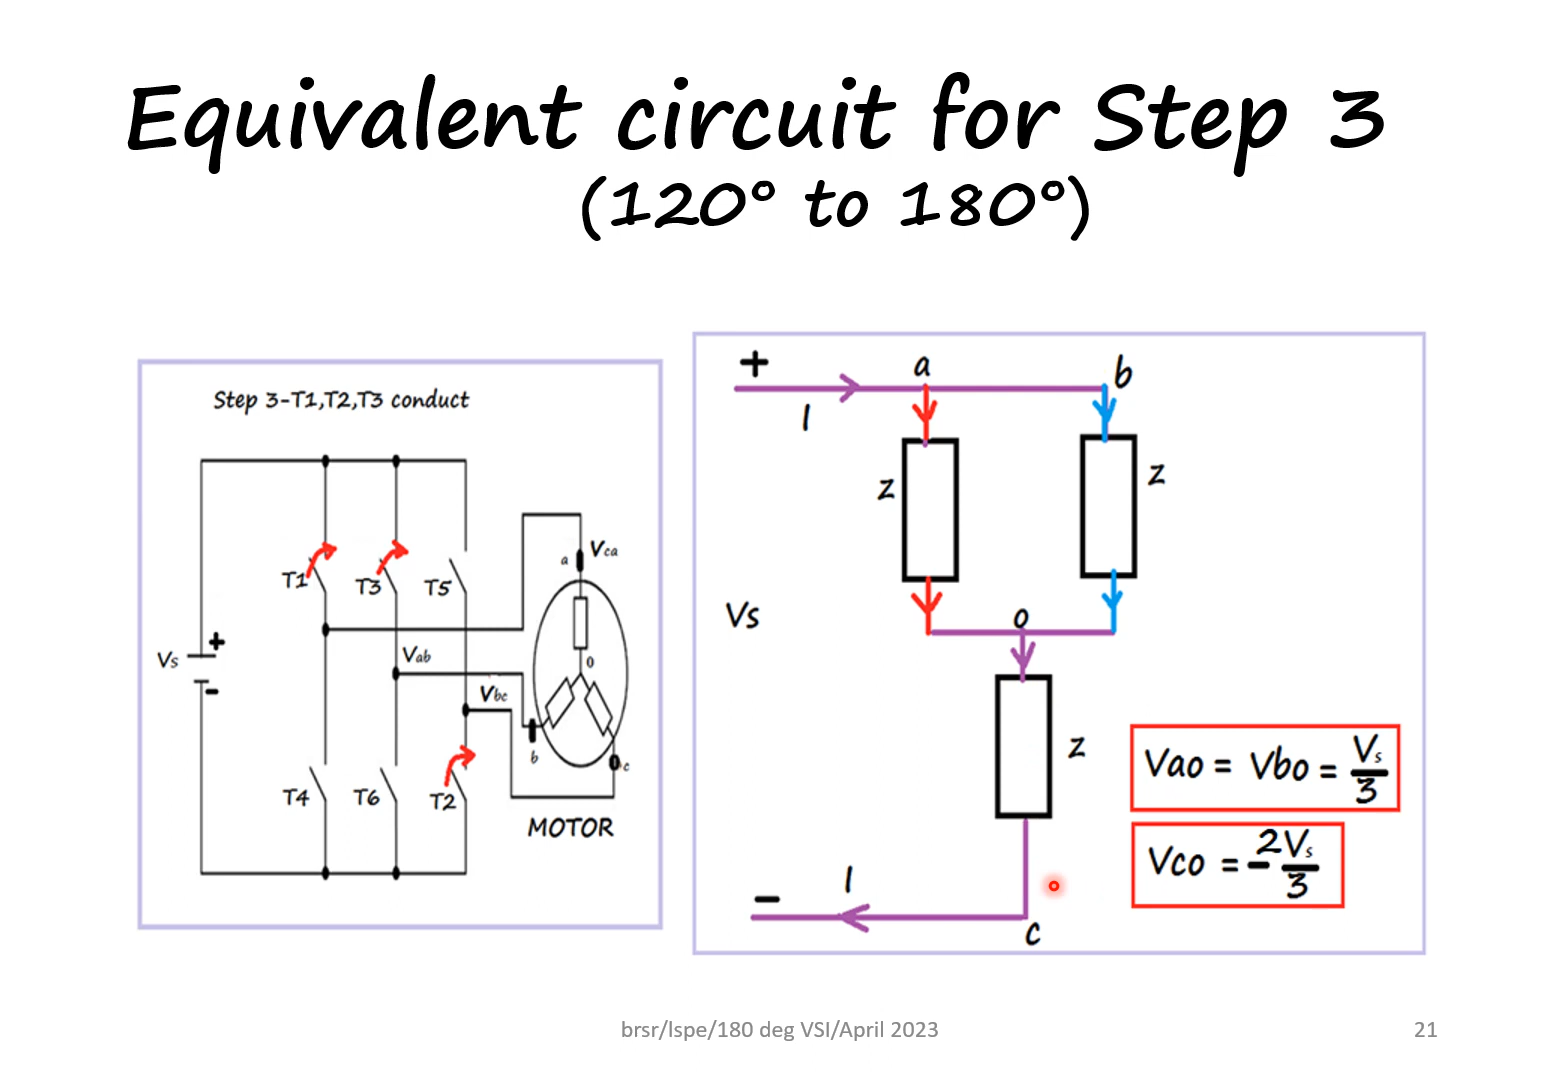 Equivalent circuit for Step 3
(120° to 180°)
Step 3-T1,T2,T3 conduct
T1
T3
T5
Vs
+
-
Vab
Vbc
Vca
a
0
b
c
T4
T6
T2
MOTOR
+
a
b
I
z
z
Vs
o
z
Vao = Vbo = Vs/3
Vco = -2Vs/3
I
-
c
brsr/lspe/180 deg VSI/April 2023
21